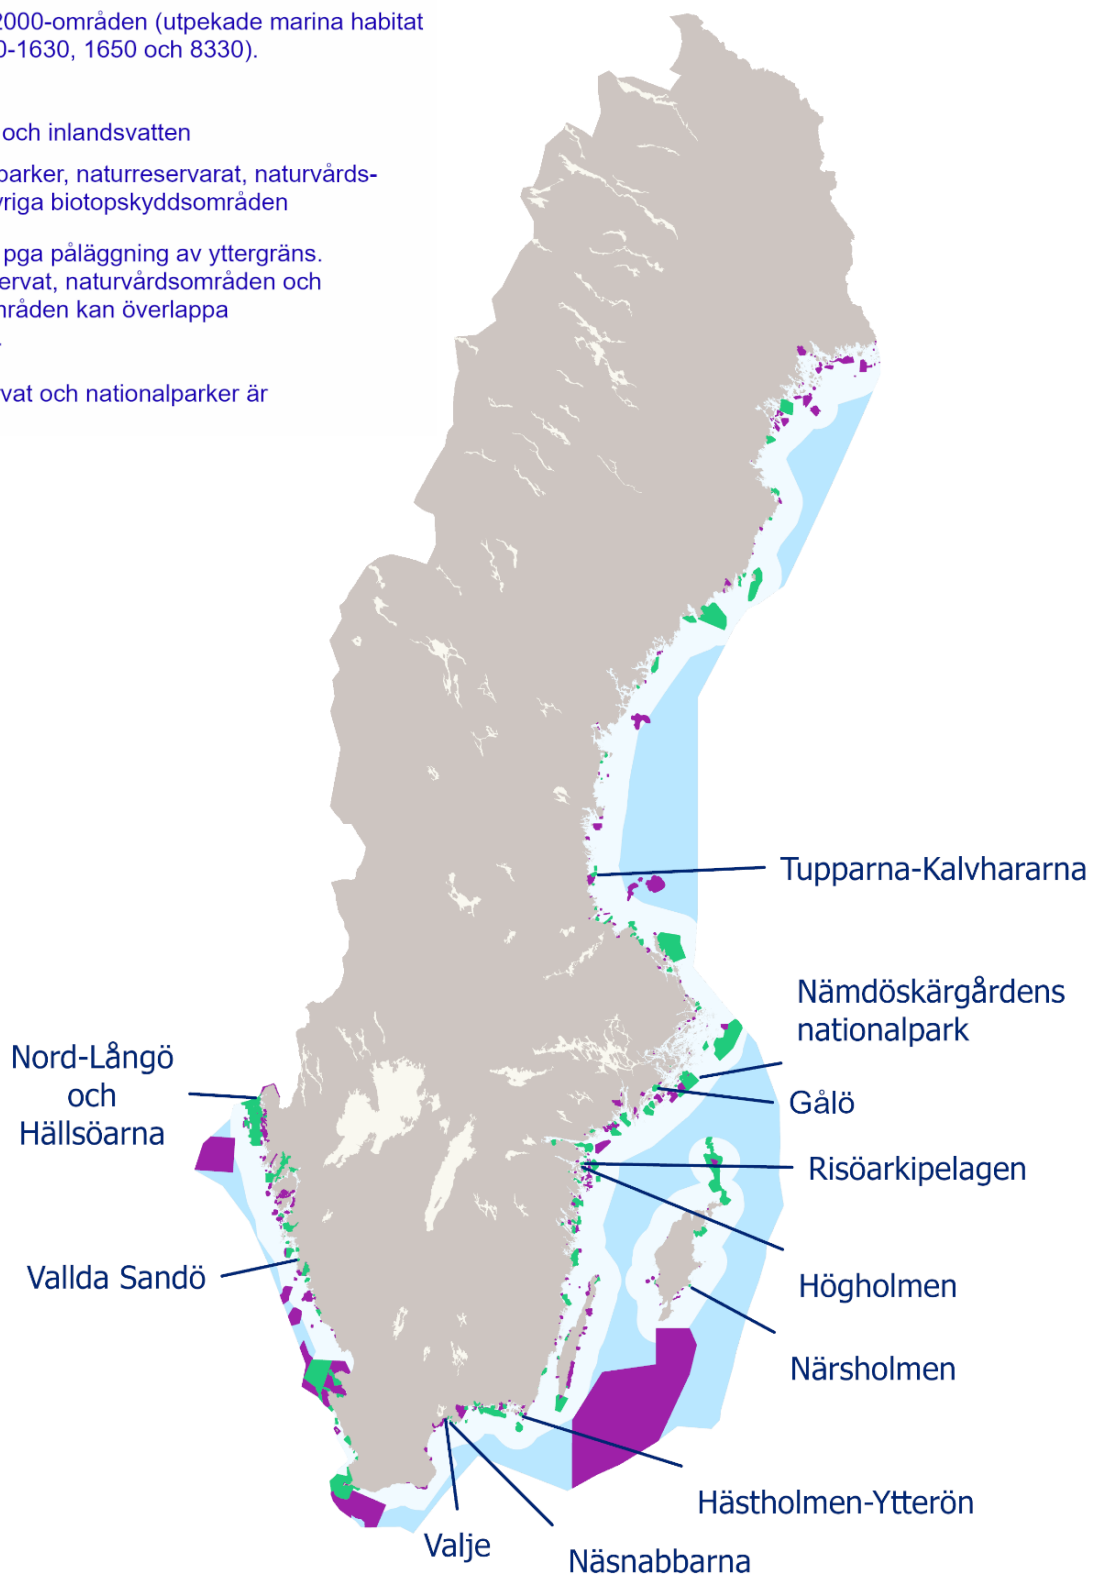 2000-områden (utpekade marina habitat
0-1630, 1650 och 8330).
och inlandsvatten
parker, naturreservarat, naturvårds-
riga biotopskyddsområden
pga påläggning av yttergräns.
ervat, naturvårdsområden och
nråden kan överlappa
vat och nationalparker är
Tupparna-Kalvhararna
Nämdöskärgårdens
nationalpark
Nord-Långö
och
Hällsöarna
Gålö
Risöarkipelagen
Vallda Sandö
Högholmen
Närsholmen
Hästholmen-Ytterön
Valje
Näsnabbarna